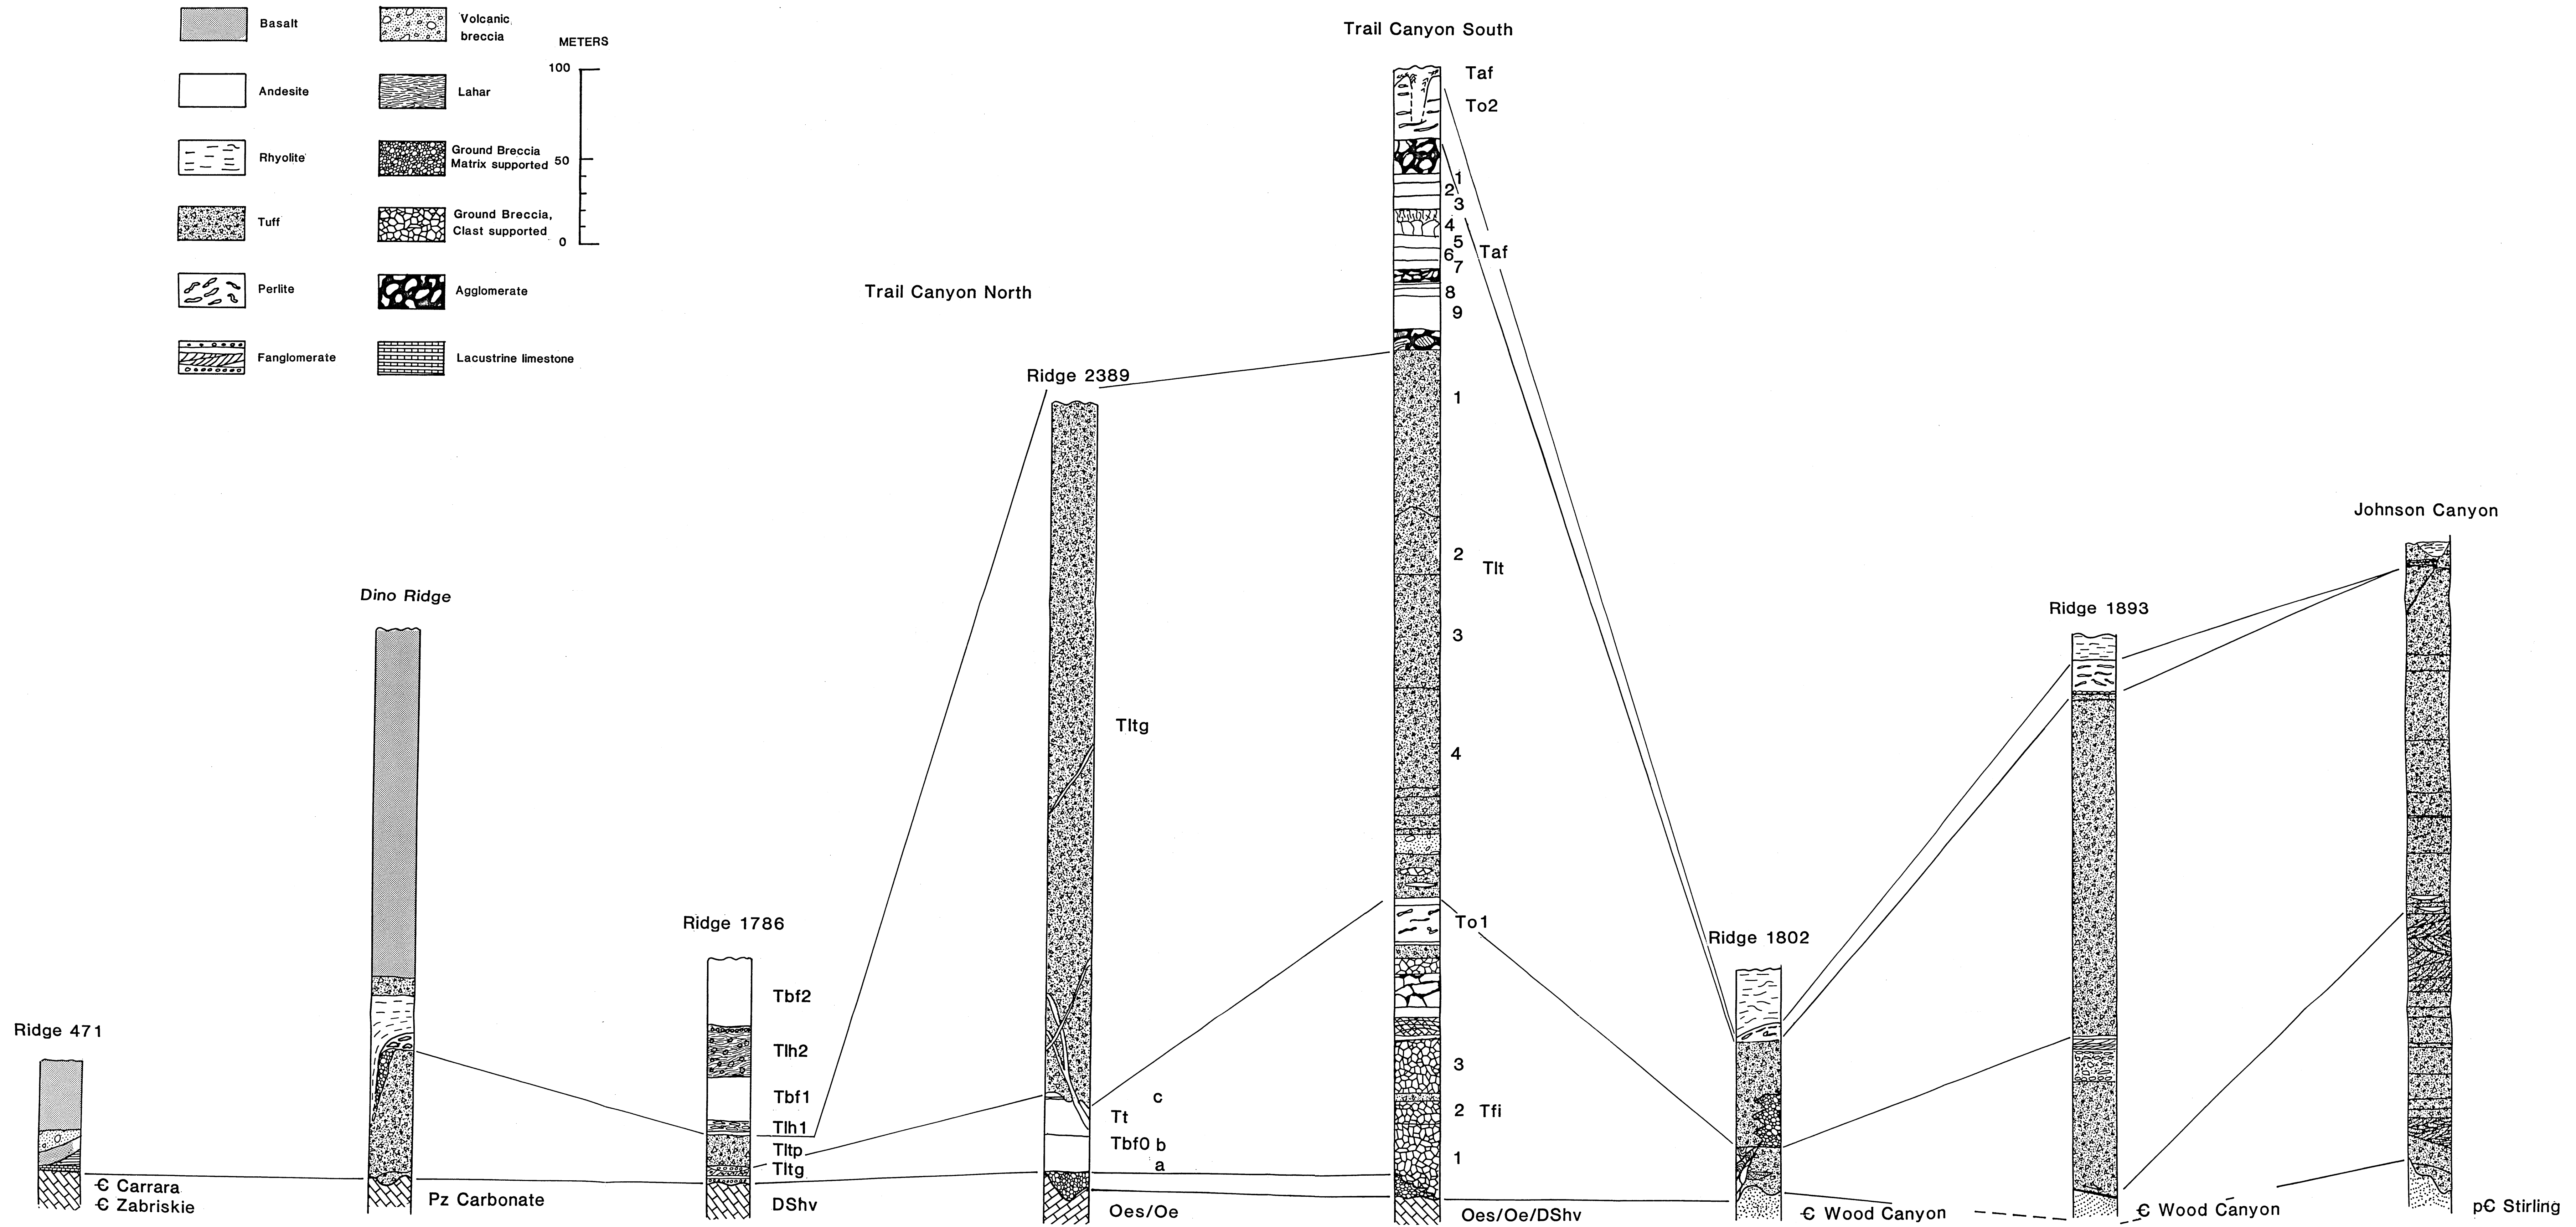 Basalt
Andesite
Rhyolite
Tuff
Perlite
Fanglomerate
Volcanic
breccia
Lahar
Ground Breccia
Matrix supported
Ground Breccia,
Clast supported
Agglomerate
Lacustrine limestone
METERS
100
50
0
Ridge 471
Є Carrara
Є Zabriskie
Dino Ridge
Pz Carbonate
Ridge 1786
Tbf2
Tlh2
Tbf1
Tlh1
Tltp
Tltg
DShv
Trail Canyon North
Ridge 2389
Tltg
c
Tt
Tbf0 b
a
Oes/Oe
Trail Canyon South
Taf
To2
1
2
3
4
5
6
7
Taf
8
9
1
2
Tlt
3
4
To1
3
2 Tfi
1
Oes/Oe/DShv
Ridge 1802
Є Wood Canyon
Ridge 1893
Є Wood Canyon
Johnson Canyon
pЄ Stirling